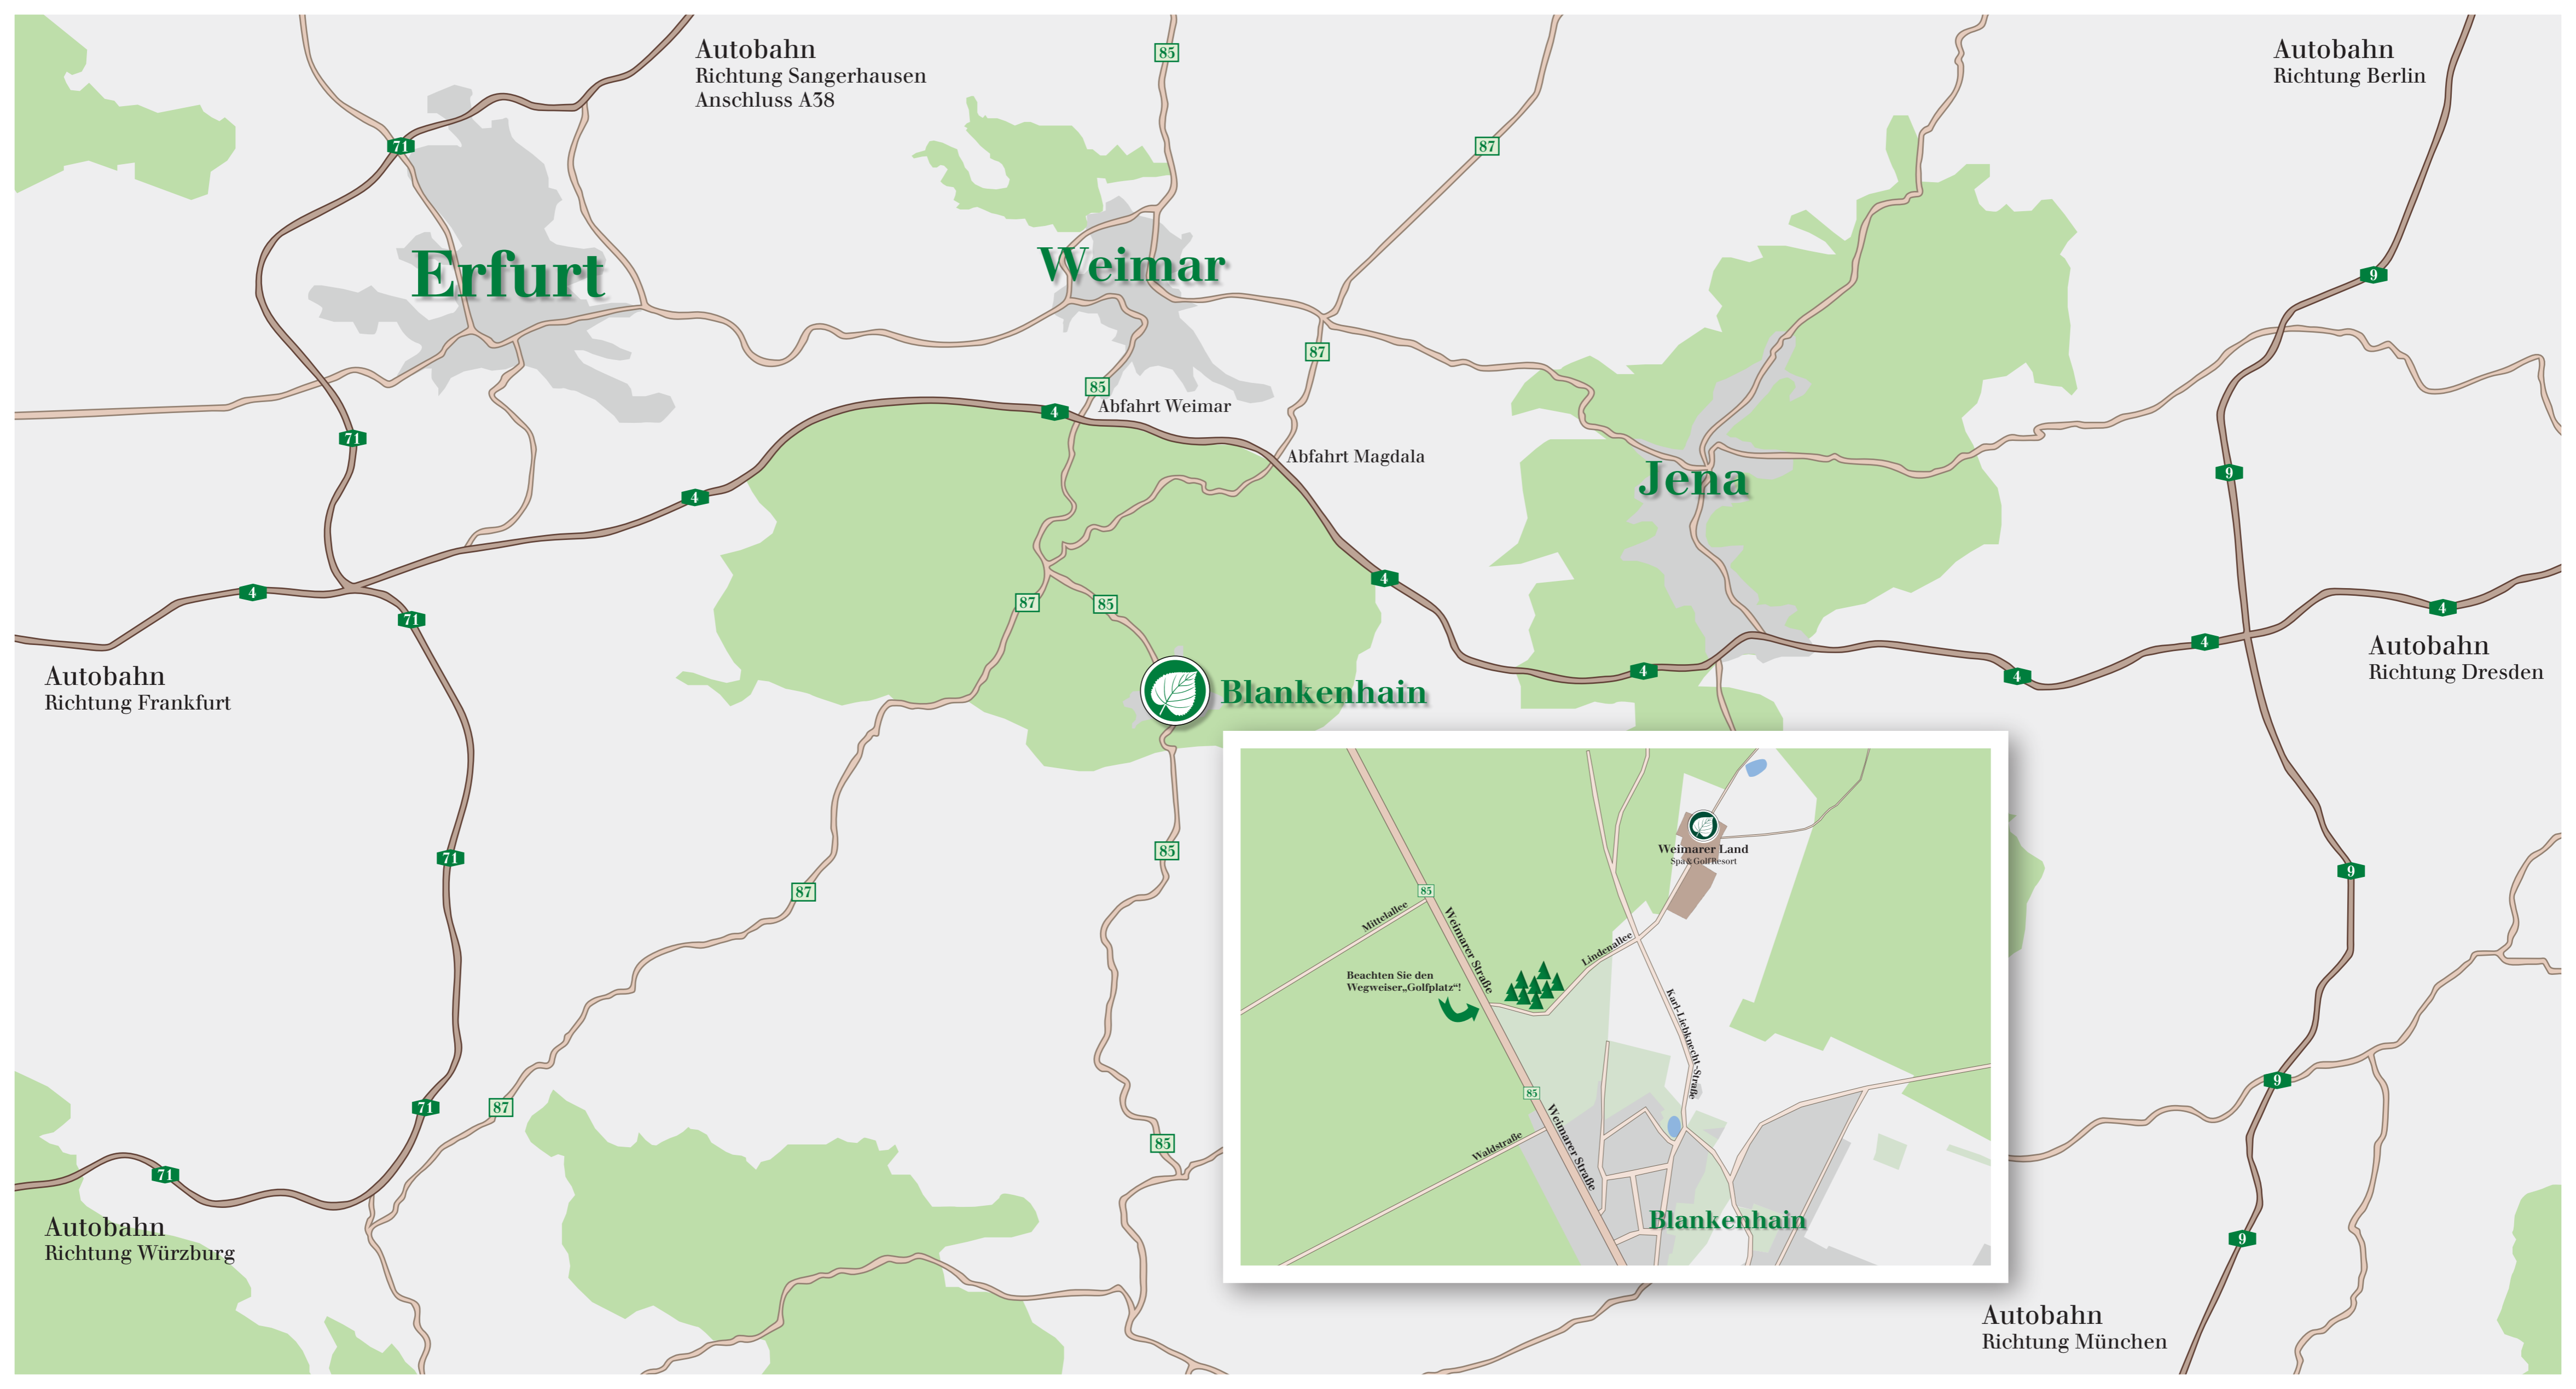 Autobahn
Richtung Sangerhausen
Anschluss A38
85
Autobahn
Richtung Berlin
71
87
Erfurt
Weimar
9
87
85
Abfahrt Weimar
4
71
Abfahrt Magdala
Jena
9
4
4
4
71
87
85
4
Autobahn
Richtung Frankfurt
4
4
4
Autobahn
Richtung Dresden
Blankenhain
85
71
87
9
Weimarer Land
Spa & Golf Resort
85
Mittelallee
Weimarer Straße
Lindenallee
Beachten Sie den
Wegweiser„Golfplatz“!
Karl-Liebknecht-Straße
85
Weimarer Straße
Waldstraße
Blankenhain
71
87
9
85
71
Autobahn
Richtung Würzburg
9
Autobahn
Richtung München